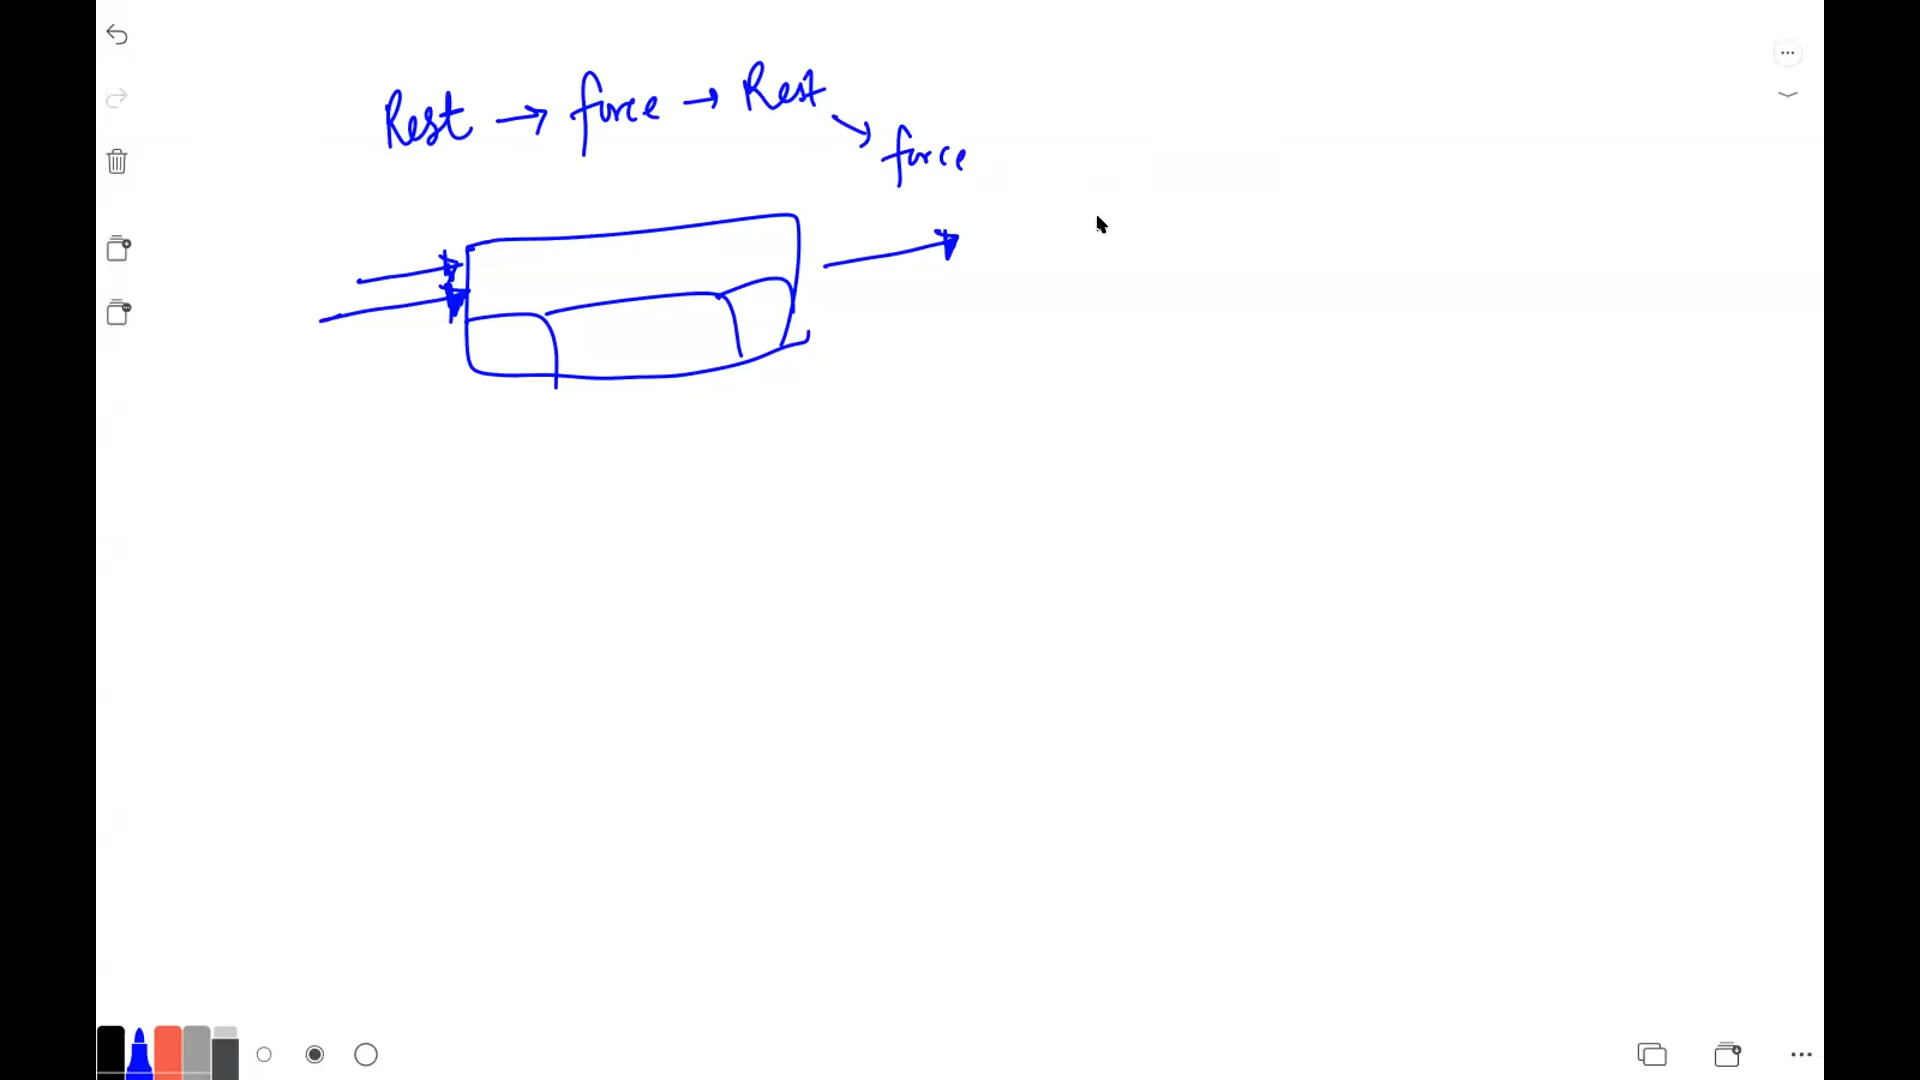 Rest → force → Rest
→ force